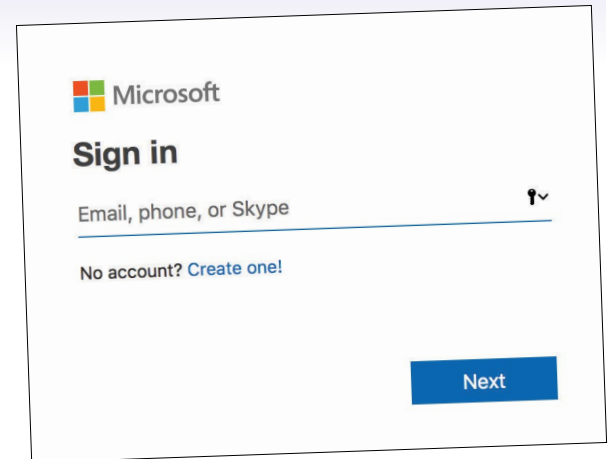 Microsoft
Sign in
Email, phone, or Skype
No account? Create one!
Next